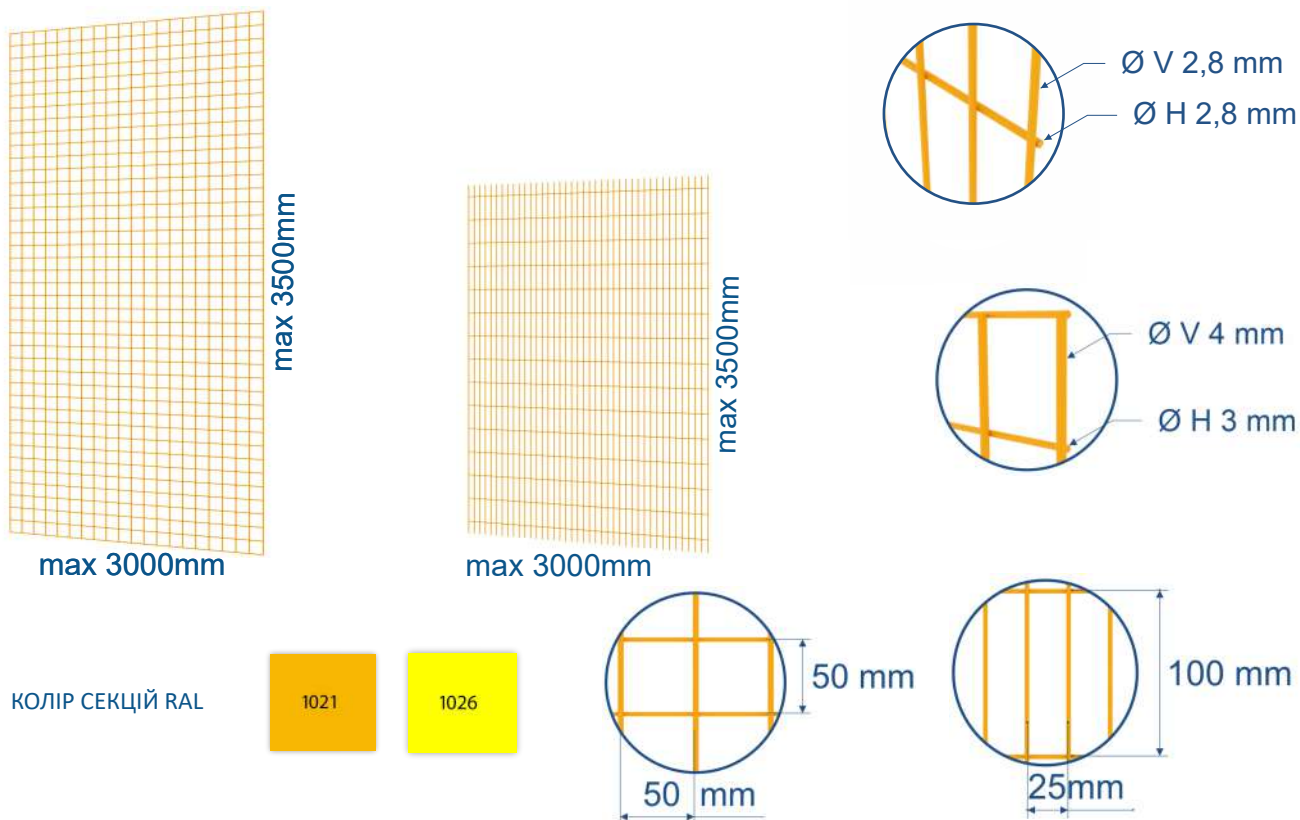 Ø V 2,8 mm
Ø H 2,8 mm
max 3500mm
max 3500mm
Ø V 4 mm
Ø H 3 mm
max 3000mm
max 3000mm
50 mm
100 mm
КОЛІР СЕКЦІЙ RAL
1021
1026
50 mm
25mm